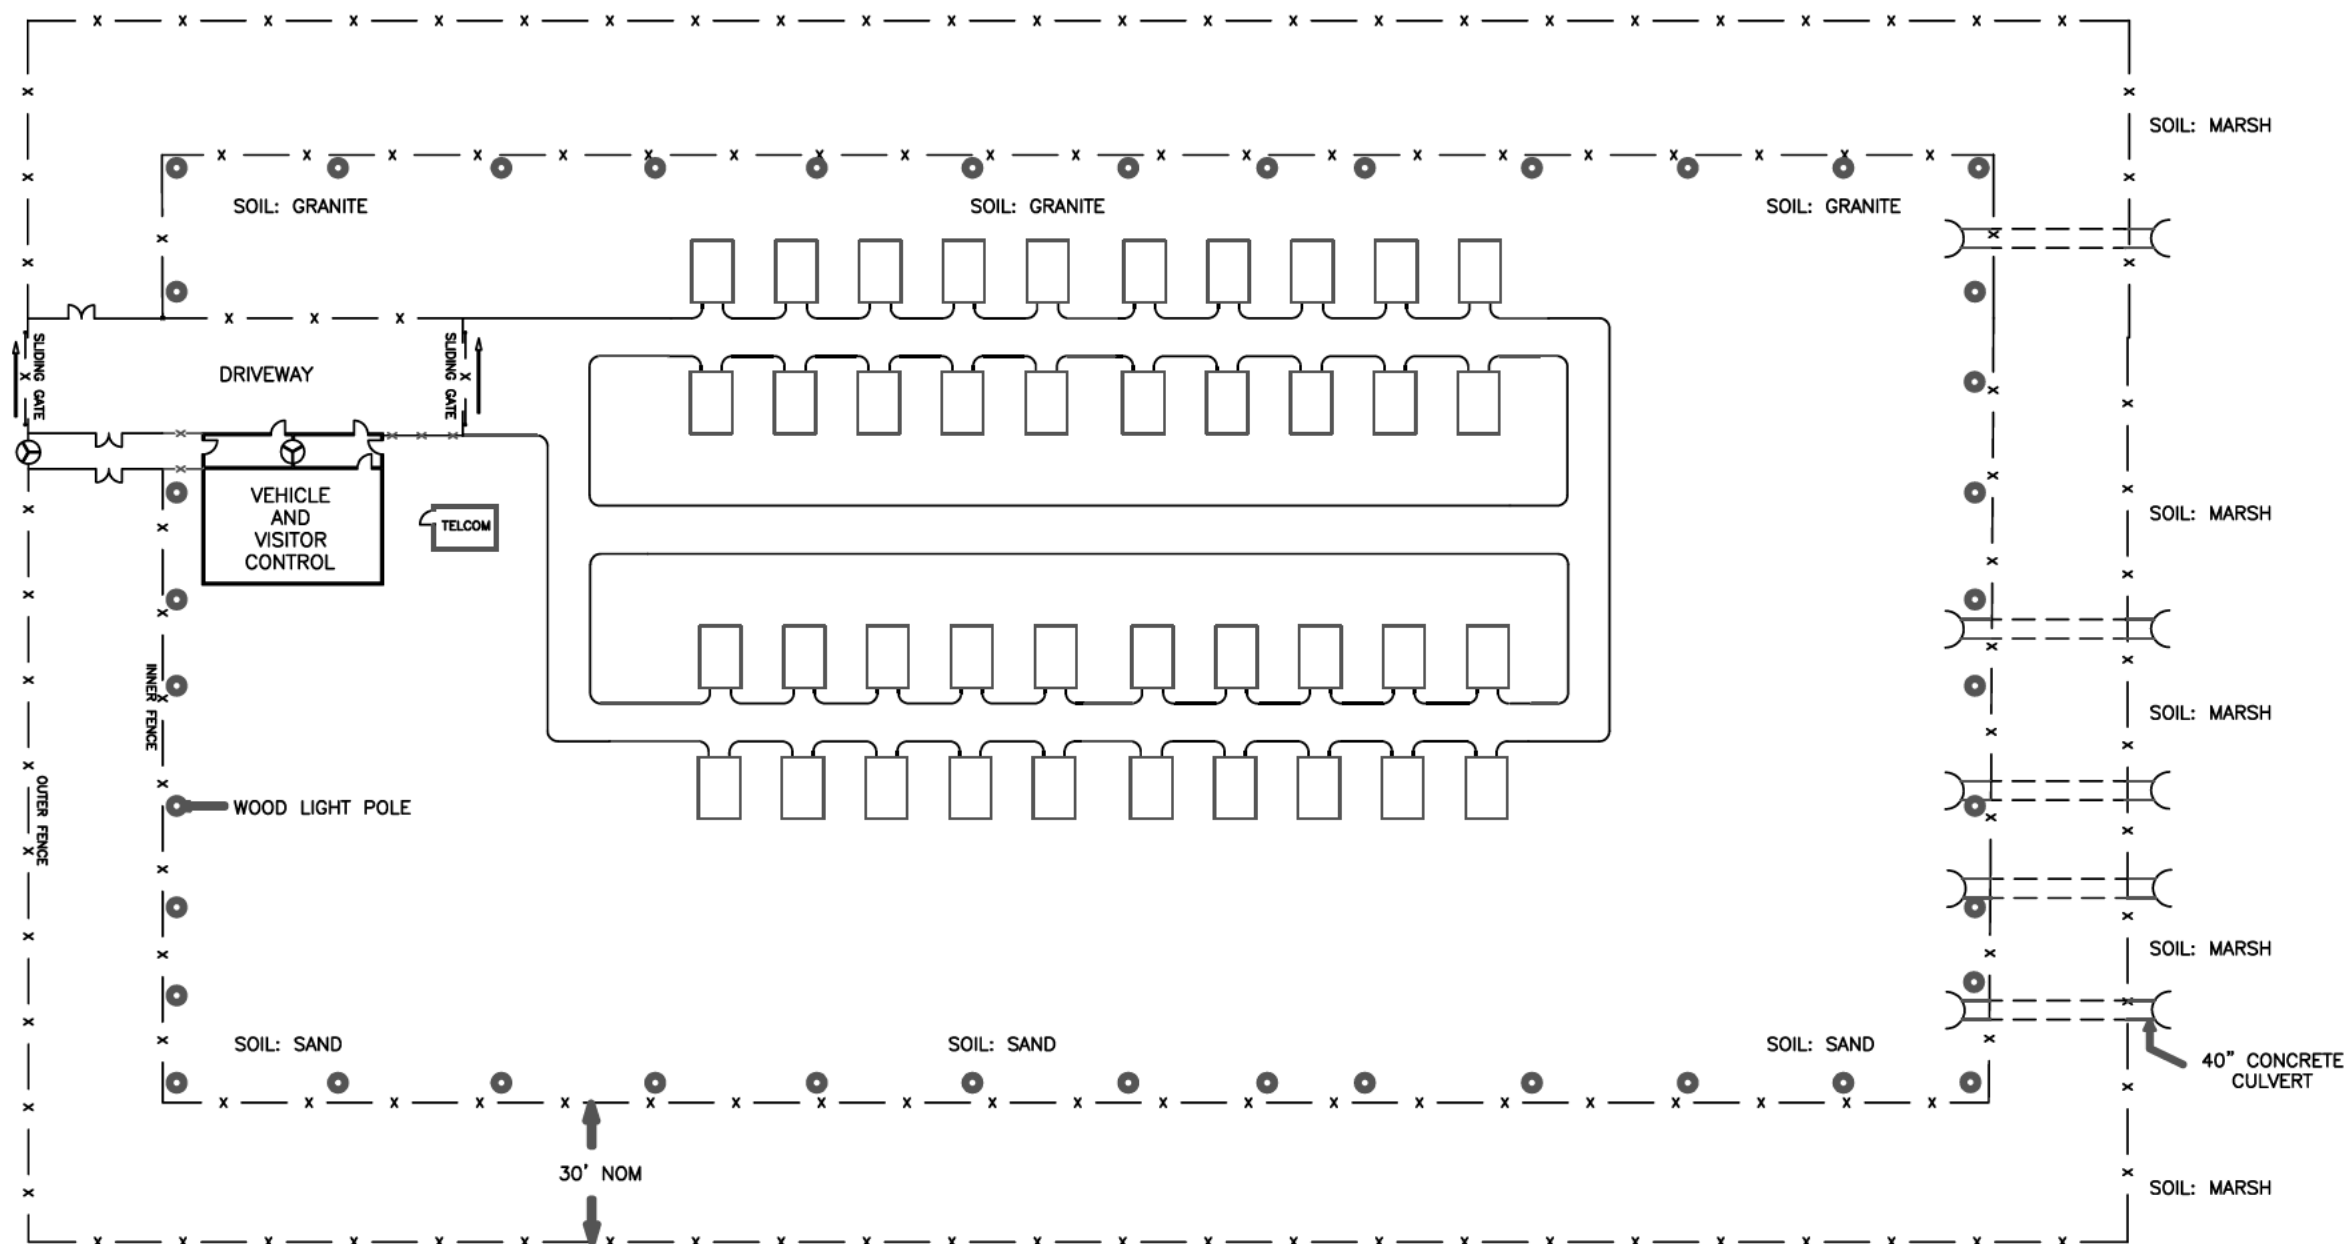 SOIL: MARSH
SOIL: GRANITE
SOIL: GRANITE
SOIL: GRANITE
SLIDING GATE
DRIVEWAY
SLIDING GATE
VEHICLE
AND
VISITOR
CONTROL
TELCOM
SOIL: MARSH
INNER FENCE
SOIL: MARSH
OUTER FENCE
WOOD LIGHT POLE
SOIL: MARSH
SOIL: SAND
SOIL: SAND
SOIL: SAND
40" CONCRETE
CULVERT
30' NOM
SOIL: MARSH